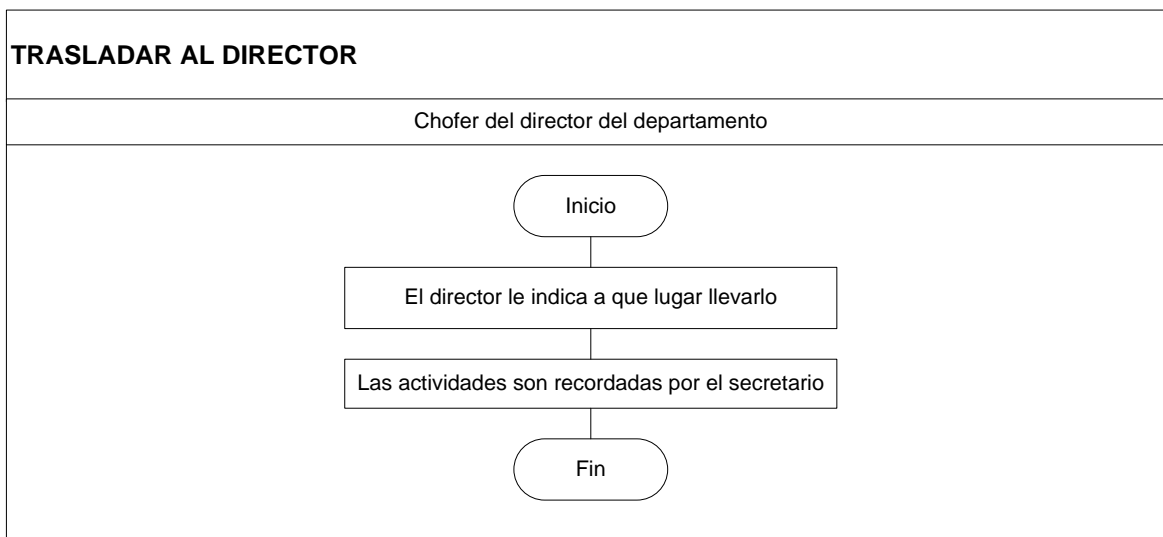 TRASLADAR AL DIRECTOR
Chofer del director del departamento
Inicio
El director le indica a que lugar llevarlo
Las actividades son recordadas por el secretario
Fin